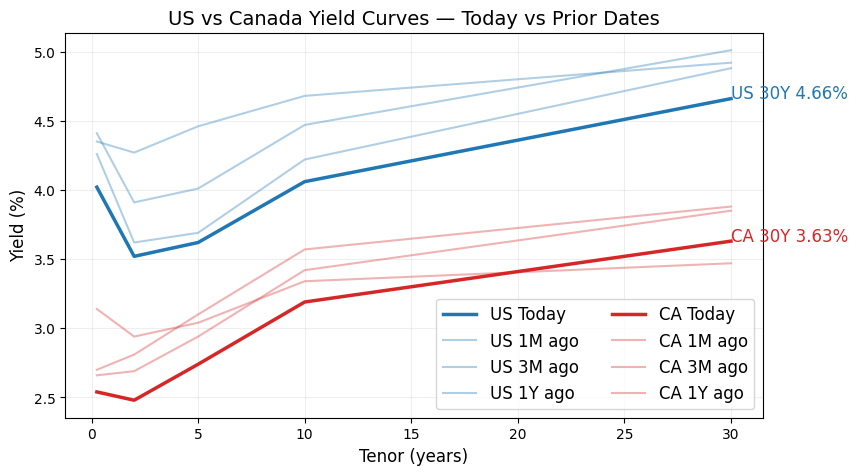 US vs Canada Yield Curves — Today vs Prior Dates
Yield (%)
5.0
4.5
4.0
3.5
3.0
2.5
US 30Y 4.66%
CA 30Y 3.63%
US Today
US 1M ago
US 3M ago
US 1Y ago
CA Today
CA 1M ago
CA 3M ago
CA 1Y ago
0 5 10 15 20 25 30
Tenor (years)